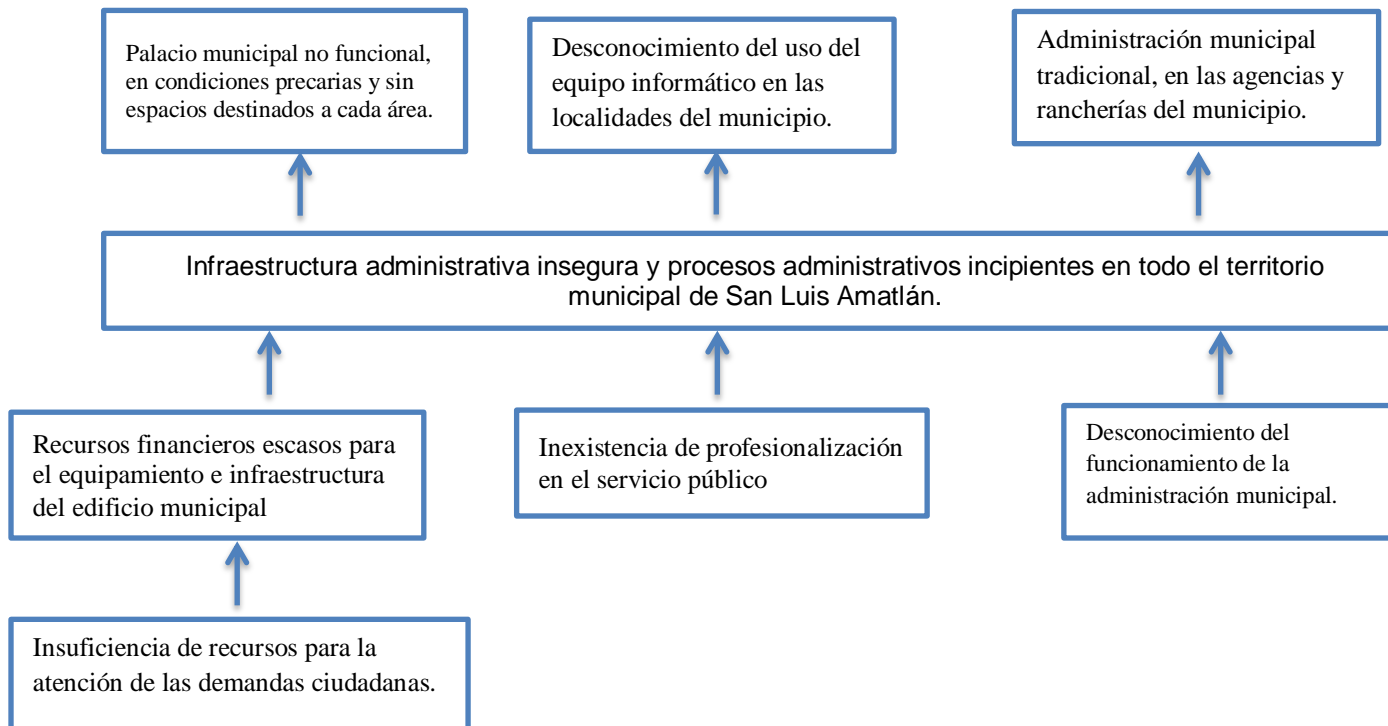 Palacio municipal no funcional,
en condiciones precarias y sin
espacios destinados a cada área.
Desconocimiento del uso del
equipo informático en las
localidades del municipio.
Administración municipal
tradicional, en las agencias y
rancherías del municipio.
Infraestructura administrativa insegura y procesos administrativos incipientes en todo el territorio
municipal de San Luis Amatlán.
Recursos financieros escasos para
el equipamiento e infraestructura
del edificio municipal
Inexistencia de profesionalización
en el servicio público
Desconocimiento del
funcionamiento de la
administración municipal.
Insuficiencia de recursos para la
atención de las demandas ciudadanas.